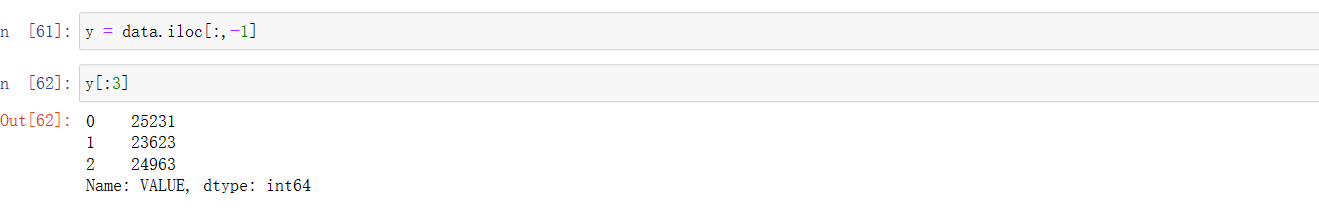 n [61]: y = data.iloc[:,-1]
n [62]: y[:3]
Out[62]: 0    25231
1    23623
2    24963
Name: VALUE, dtype: int64